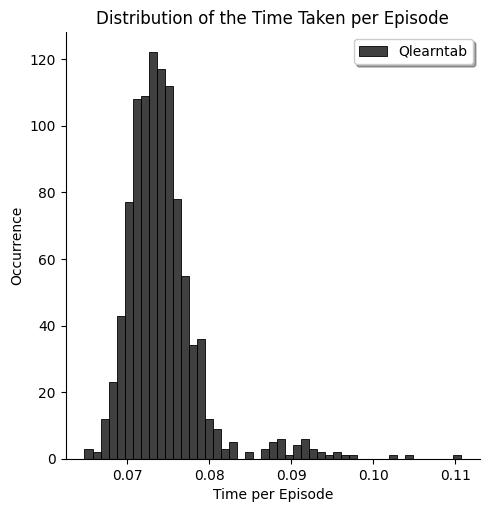 Distribution of the Time Taken per Episode
Qlearntab
120
100
80
60
40
20
0
Occurrence
0.07 0.08 0.09 0.10 0.11
Time per Episode